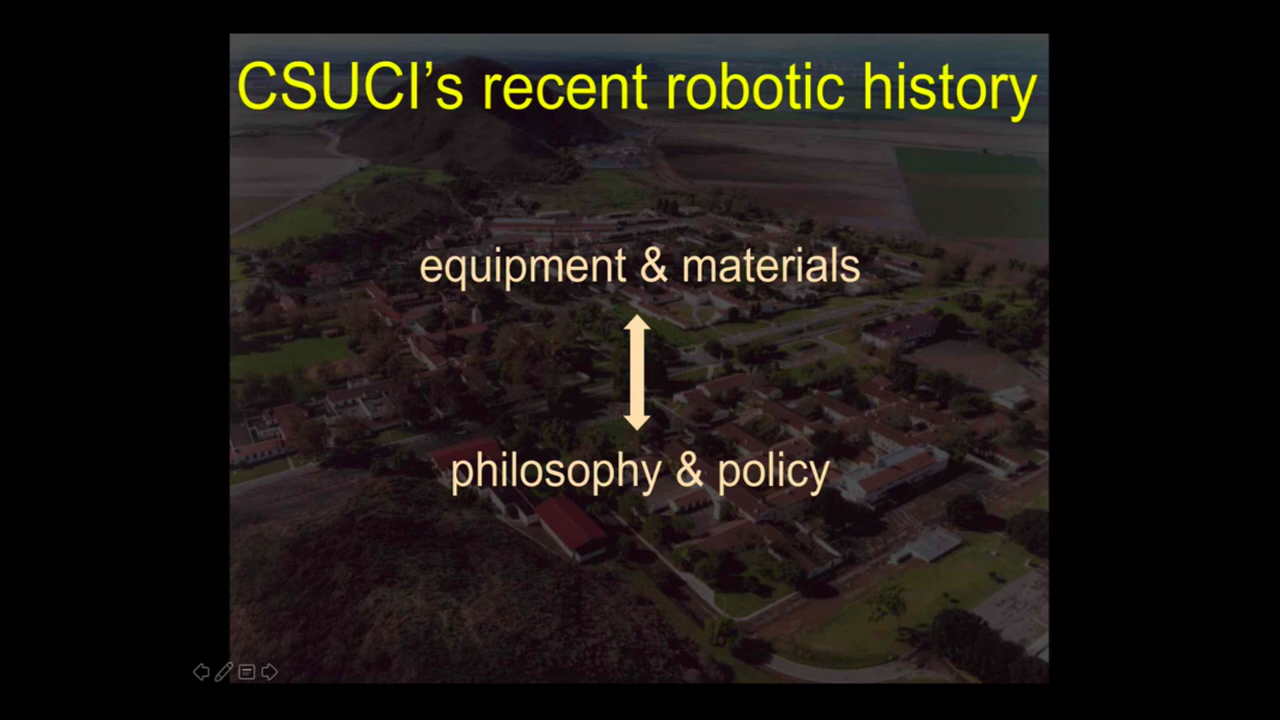 CSUCI’s recent robotic history
equipment & materials
philosophy & policy